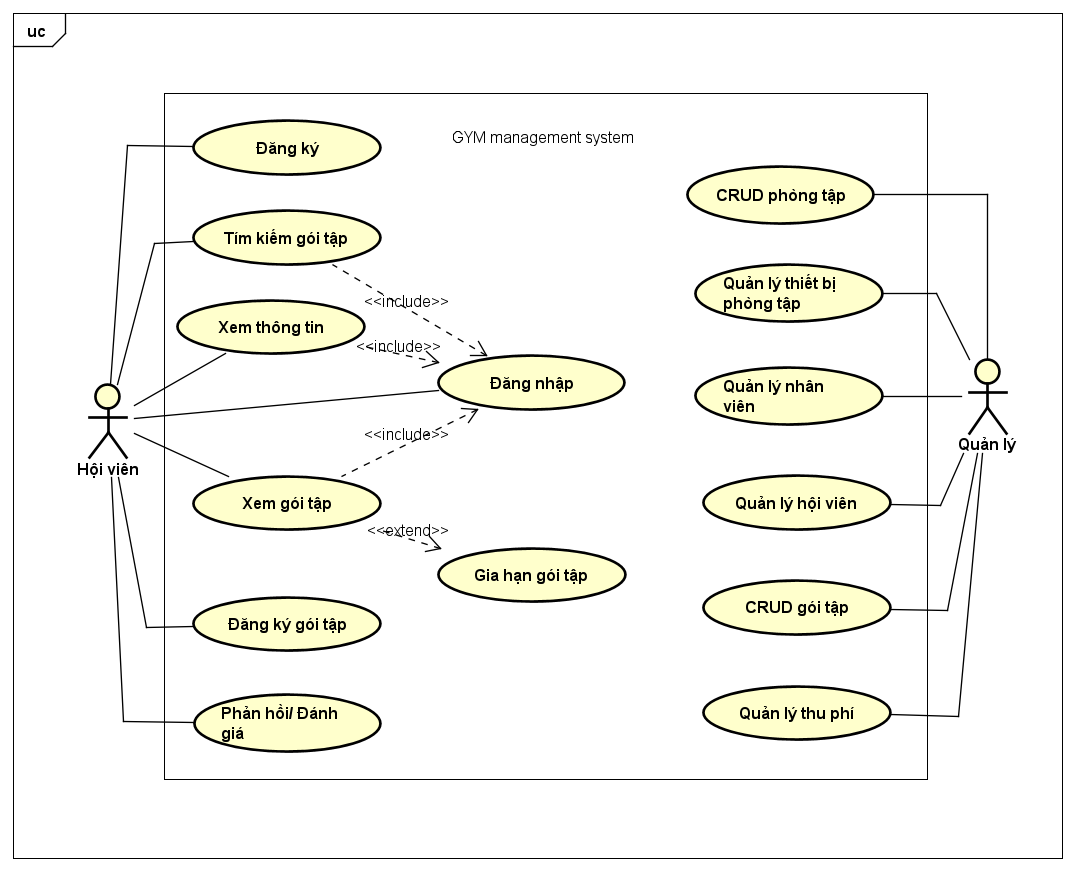 uc
GYM management system
Đăng ký
CRUD phòng tập
Tím kiếm gói tập
Quản lý thiết bị
phòng tập
<<include>>
Xem thông tin
<<include>>
Đăng nhập
Quản lý nhân
viên
Hội viên
Quản lý
<<include>>
Xem gói tập
Quản lý hội viên
<<extend>>
Gia hạn gói tập
Đăng ký gói tập
CRUD gói tập
Phản hồi/ Đánh
giá
Quản lý thu phí